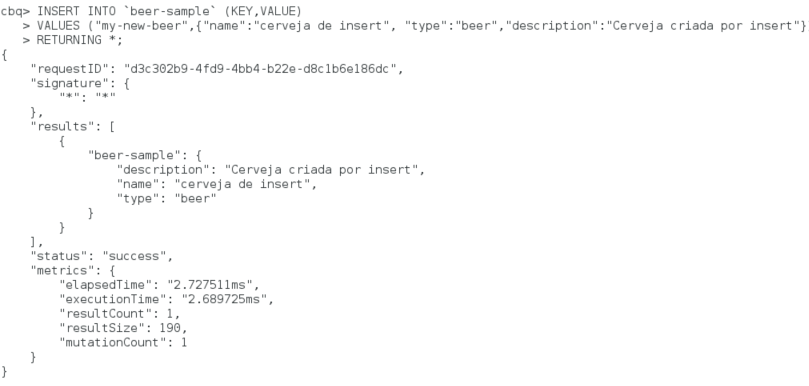 cbq> INSERT INTO `beer-sample` (KEY,VALUE)
   > VALUES ("my-new-beer",{"name":"cerveja de insert", "type":"beer","description":"Cerveja criada por insert"}
   > RETURNING *;
{
    "requestID": "d3c302b9-4fd9-4bb4-b22e-d8c1b6e186dc",
    "signature": {
        "*": "*"
    },
    "results": [
        {
            "beer-sample": {
                "description": "Cerveja criada por insert",
                "name": "cerveja de insert",
                "type": "beer"
            }
        }
    ],
    "status": "success",
    "metrics": {
        "elapsedTime": "2.727511ms",
        "executionTime": "2.689725ms",
        "resultCount": 1,
        "resultSize": 190,
        "mutationCount": 1
    }
}